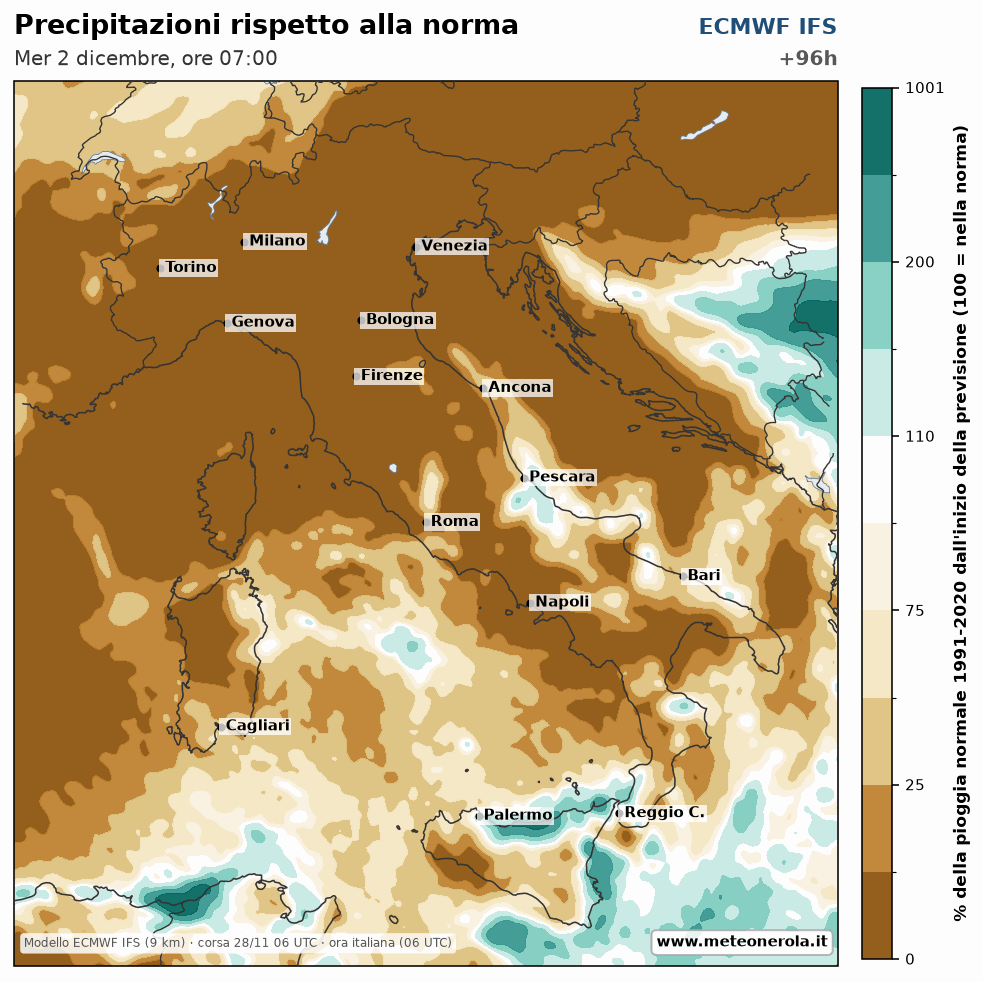 Precipitazioni rispetto alla norma
ECMWF IFS
Mer 2 dicembre, ore 07:00
+96h
Milano
Venezia
Torino
Genova
Bologna
Firenze
Ancona
Pescara
Roma
Bari
Napoli
Cagliari
Palermo
Reggio C.
Modello ECMWF IFS (9 km) · corsa 28/11 06 UTC · ora italiana (06 UTC)
www.meteonerola.it
1001
200
110
75
25
0
% della pioggia normale 1991-2020 dall'inizio della previsione (100 = nella norma)